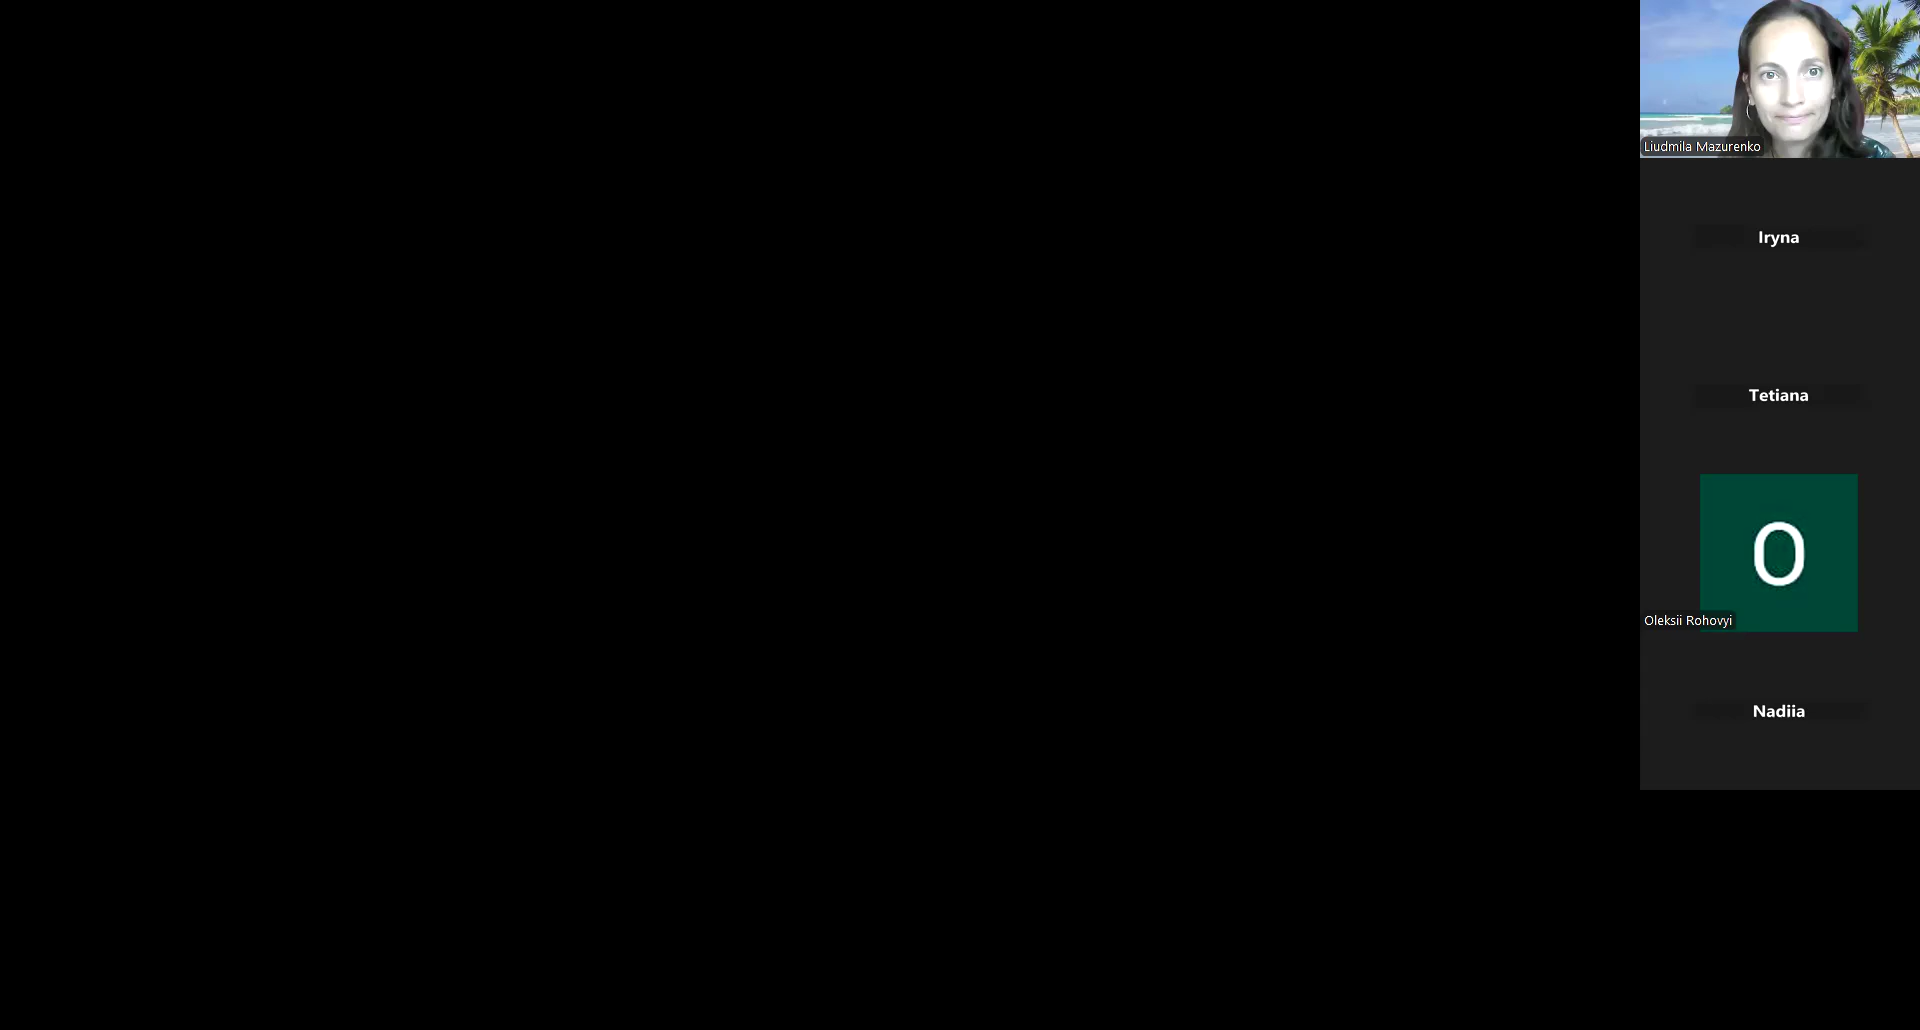 Liudmila Mazurenko
Iryna
Tetiana
O
Oleksii Rohovyi
Nadiia